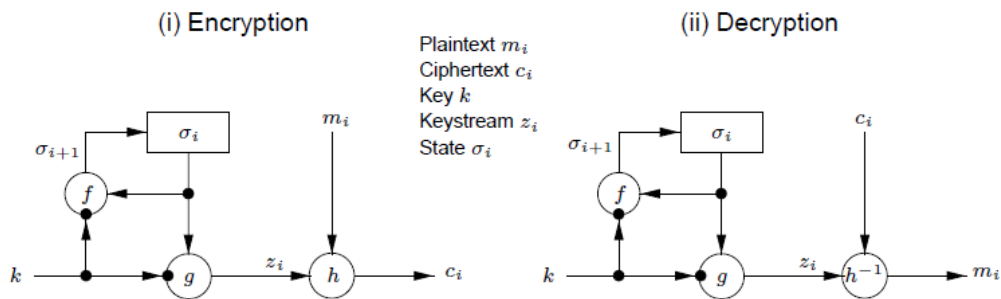 (i) Encryption
(ii) Decryption
Plaintext mᵢ
Ciphertext cᵢ
Key k
Keystream zᵢ
State σᵢ
σᵢ
mᵢ
σᵢ₊₁
f
k
g
zᵢ
h
cᵢ
σᵢ
cᵢ
σᵢ₊₁
f
k
g
zᵢ
h⁻¹
mᵢ